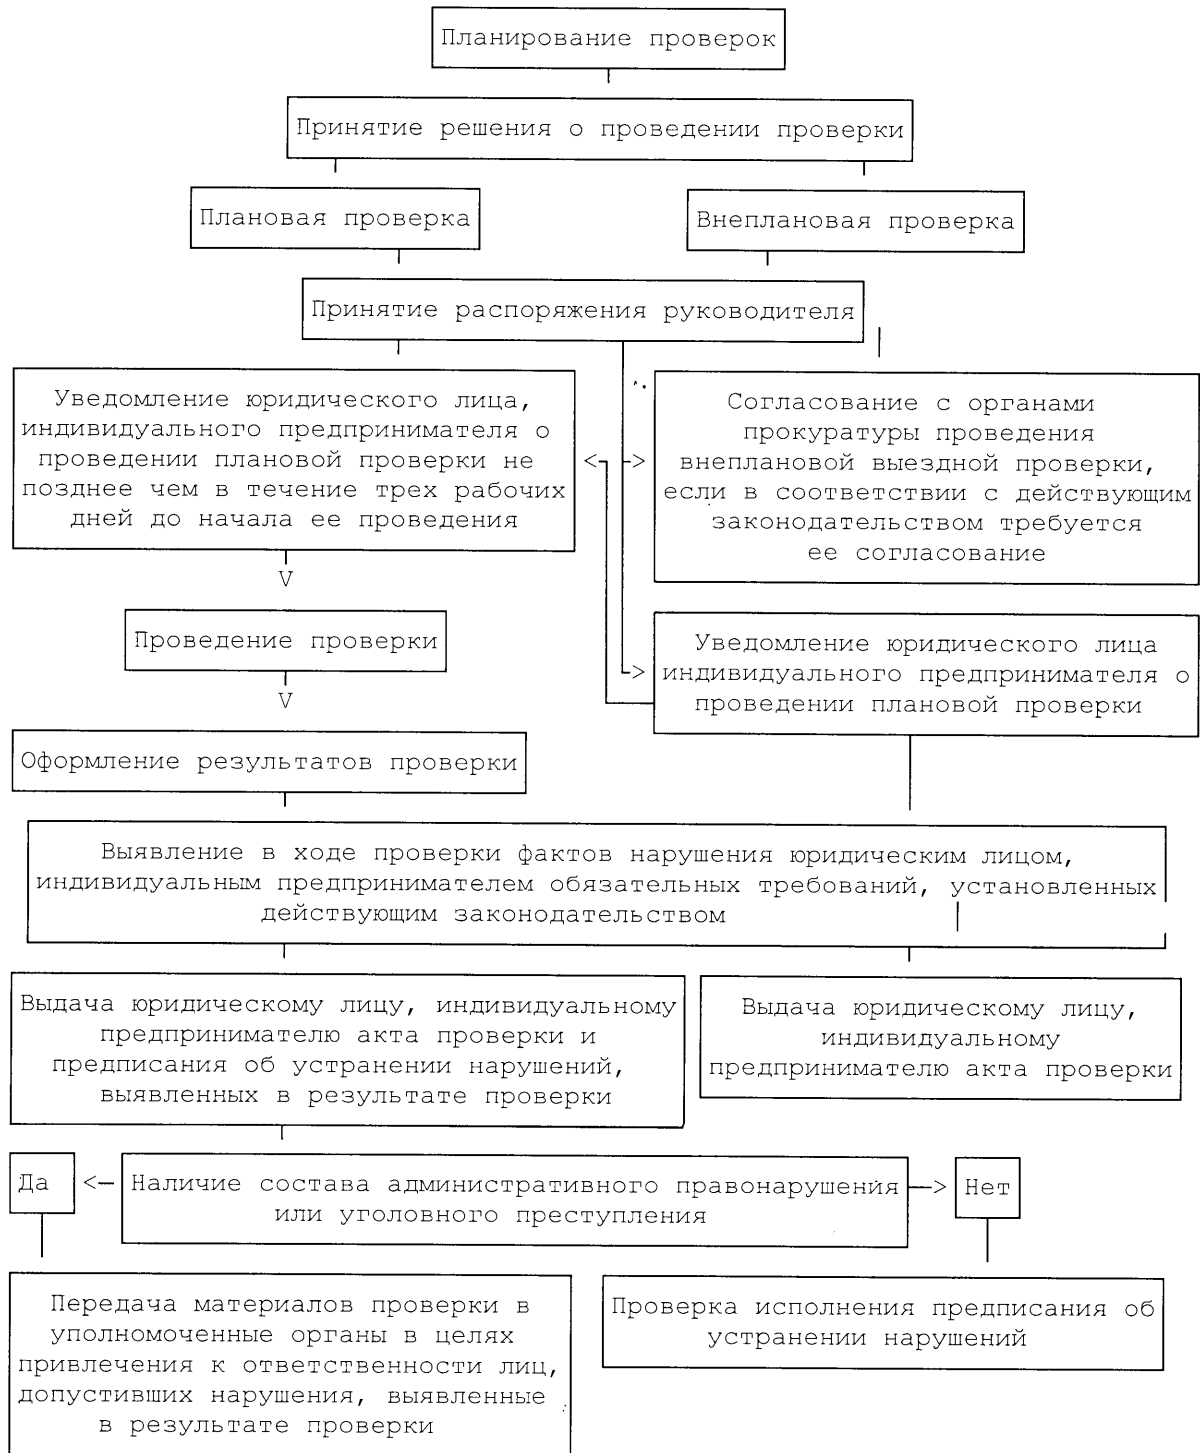 Планирование проверок
Принятие решения о проведении проверки
Плановая проверка
Внеплановая проверка
Принятие распоряжения руководителя
Уведомление юридического лица,
индивидуального предпринимателя о
проведении плановой проверки не
позднее чем в течение трех рабочих
дней до начала ее проведения
Согласование с органами
прокуратуры проведения
внеплановой выездной проверки,
если в соответствии с действующим
законодательством требуется
ее согласование
Проведение проверки
Уведомление юридического лица
индивидуального предпринимателя о
проведении плановой проверки
Оформление результатов проверки
Выявление в ходе проверки фактов нарушения юридическим лицом,
индивидуальным предпринимателем обязательных требований, установленных
действующим законодательством
Выдача юридическому лицу, индивидуальному
предпринимателю акта проверки и
предписания об устранении нарушений,
выявленных в результате проверки
Выдача юридическому лицу,
индивидуальному
предпринимателю акта проверки
Да
Наличие состава административного правонарушения
или уголовного преступления
Нет
Передача материалов проверки в
уполномоченные органы в целях
привлечения к ответственности лиц,
допустивших нарушения, выявленные
в результате проверки
Проверка исполнения предписания об
устранении нарушений